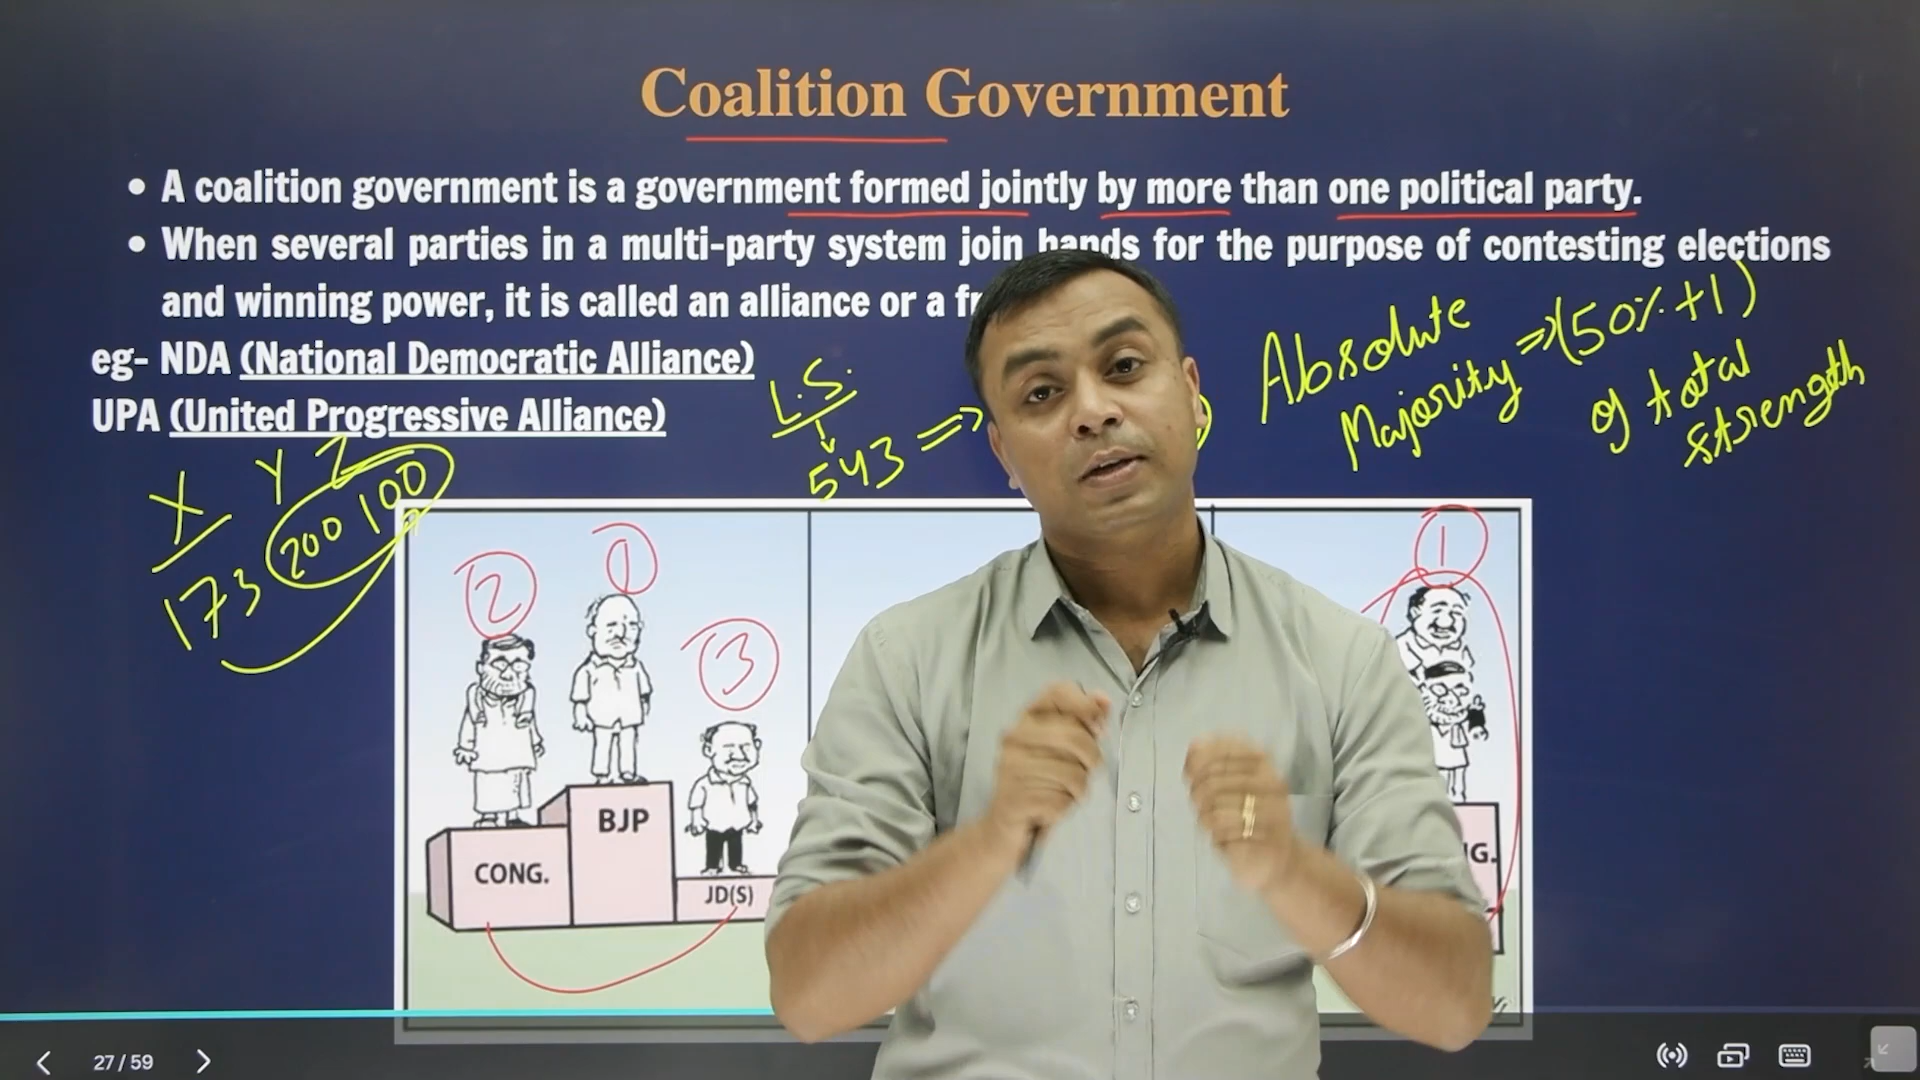 Coalition Government
• A coalition government is a government formed jointly by more than one political party.
• When several parties in a multi-party system join hands for the purpose of contesting elections
and winning power, it is called an alliance or a fr
eg- NDA (National Democratic Alliance)
UPA (United Progressive Alliance)
L.S.
543 =>
Absolute
Majority => (50% + 1)
of total
strength
X Y Z
173 200 100
2
1
3
1
CONG.
BJP
JD(S)
G.
27 / 59